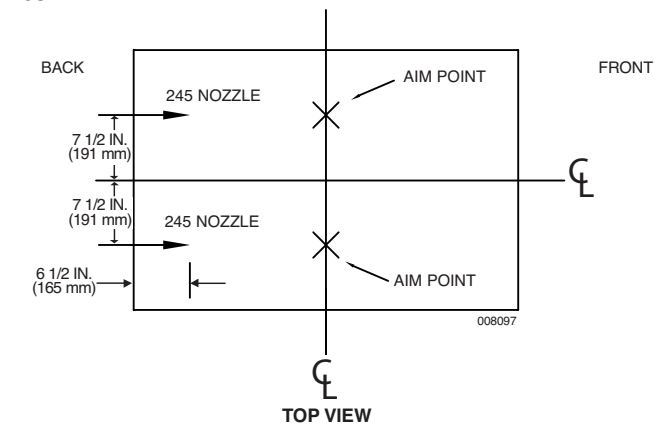 BACK
FRONT
245 NOZZLE
AIM POINT
7 1/2 IN.
(191 mm)
℄
7 1/2 IN.
(191 mm)
245 NOZZLE
6 1/2 IN.
(165 mm)
AIM POINT
008097
℄
TOP VIEW